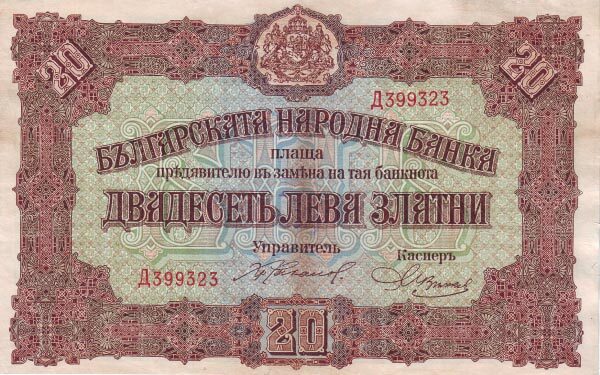 20 20
Д399323
БЪЛГАРСКАТА НАРОДНА БАНКА
плаща
прѣдявителю въ замѣна на тая банкнота
ДВАДЕСЕТЬ ЛЕВА ЗЛАТНИ
Управитель Касиеръ
Д399323
20